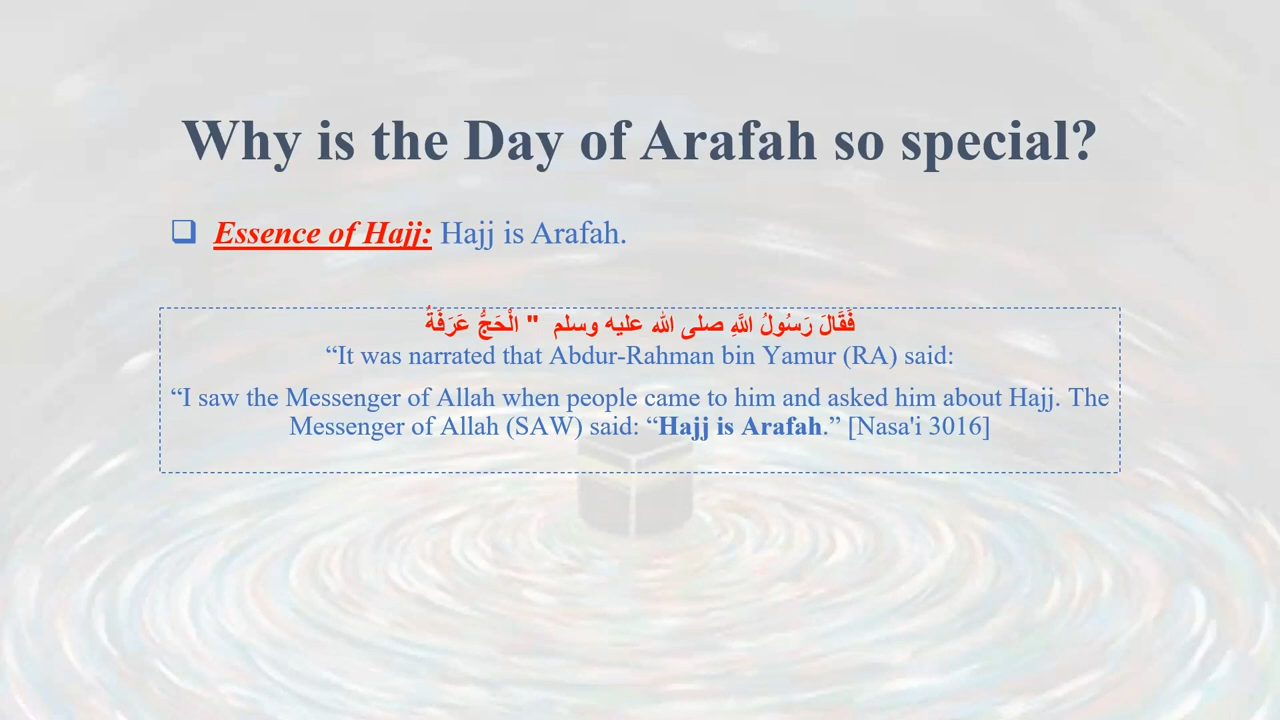 Why is the Day of Arafah so special?
❑ Essence of Hajj: Hajj is Arafah.
فَقَالَ رَسُولُ اللَّهِ صلى الله عليه وسلم " الْحَجُّ عَرَفَةُ
“It was narrated that Abdur-Rahman bin Yamur (RA) said:
“I saw the Messenger of Allah when people came to him and asked him about Hajj. The
Messenger of Allah (SAW) said: “Hajj is Arafah.” [Nasa'i 3016]